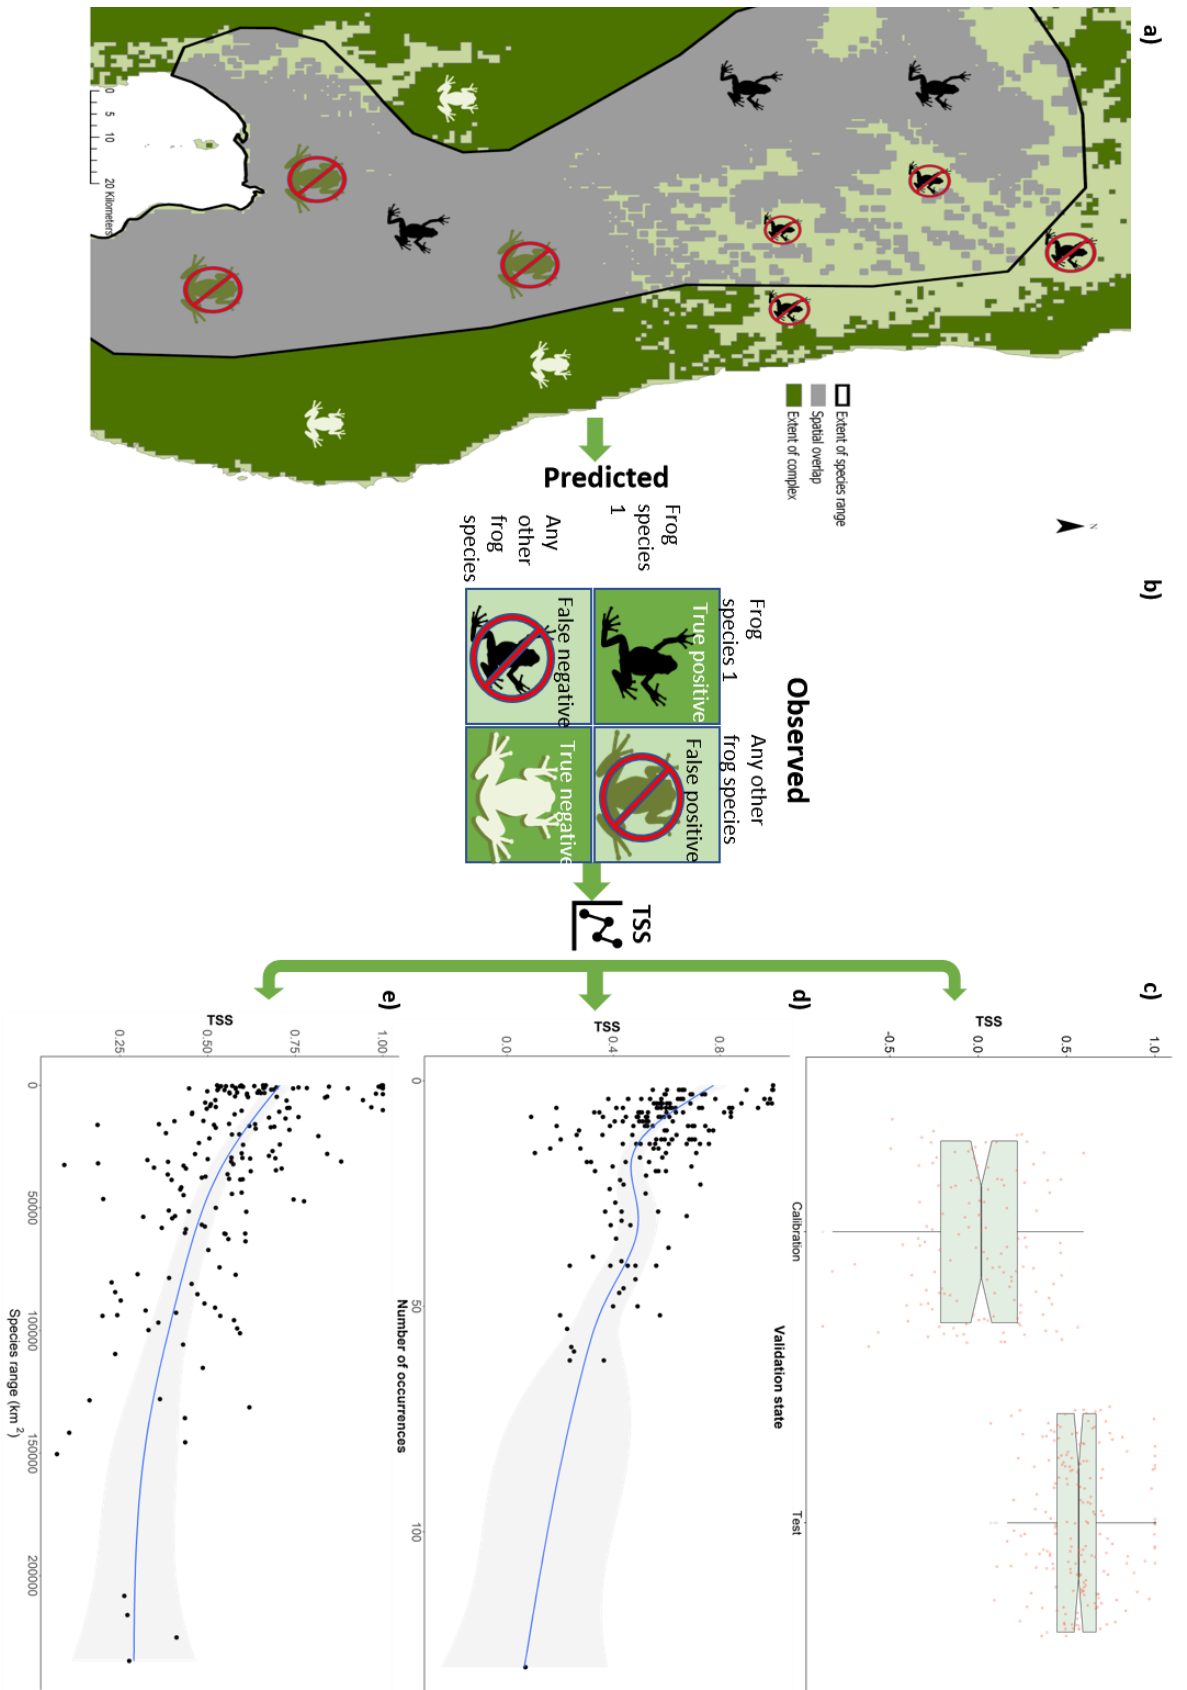 a)
0
5
10
20 Kilometers
Extent of species range
Spatial overlap
Extent of complex
N
b)
Observed
Predicted
Frog
species 1
Any other
frog species
Frog
species
1
True positive
False positive
Any
other
frog
species
False negative
True negative
TSS
c)
1.0
0.5
0.0
-0.5
TSS
Calibration
Test
Validation state
d)
0.8
0.4
0.0
TSS
0
50
100
Number of occurrences
e)
1.00
0.75
0.50
0.25
TSS
0
50000
100000
150000
200000
Species range (km²)